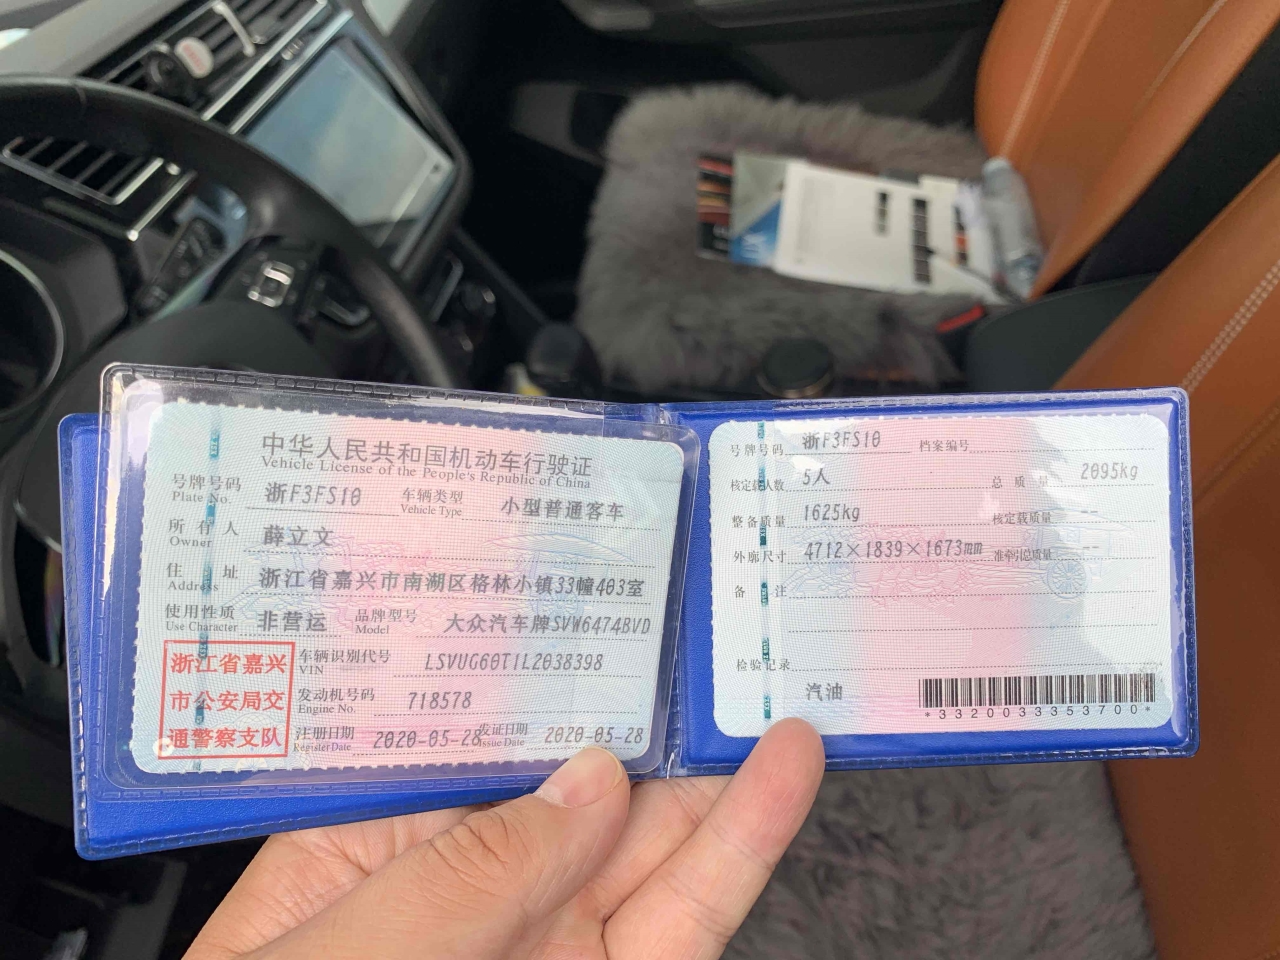 中华人民共和国机动车行驶证
Vehicle License of the People's Republic of China
号牌号码 浙F3FS10 车辆类型 小型普通客车
Plate No. Vehicle Type
所有人 薛立文
Owner
住址 浙江省嘉兴市南湖区格林小镇33幢403室
Address
使用性质 非营运 品牌型号 大众汽车牌SVW6474BVD
Use Character Model
浙江省嘉兴
市公安局交
通警察支队
车辆识别代号 LSVUG60T1L2038398
VIN
发动机号码 718578
Engine No.
注册日期 2020-05-28 发证日期 2020-05-28
Register Date Issue Date
号牌号码 浙F3FS10 档案编号
核定载人数 5人 总质量 2095kg
整备质量 1625kg 核定载质量 --
外廓尺寸 4712×1839×1673mm 准牵引总质量 --
备注
检验记录
汽油
*3320033353700*